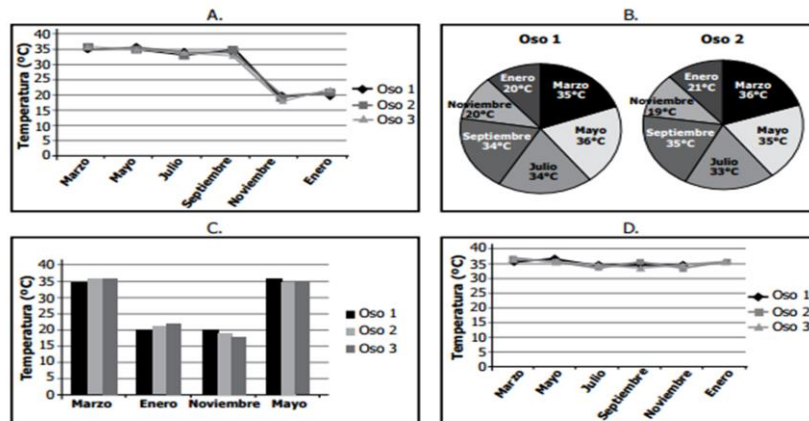 A.
Temperatura (ºC)
40
35
30
25
20
15
10
5
0
Marzo
Mayo
Julio
Septiembre
Noviembre
Enero
Oso 1
Oso 2
Oso 3
B.
Oso 1
Enero
20°C
Marzo
35°C
Noviembre
20°C
Mayo
36°C
Septiembre
34°C
Julio
34°C
Oso 2
Enero
21°C
Marzo
36°C
Noviembre
19°C
Mayo
35°C
Septiembre
35°C
Julio
33°C
C.
Temperatura (ºC)
40
35
30
25
20
15
10
5
0
Marzo
Enero
Noviembre
Mayo
Oso 1
Oso 2
Oso 3
D.
Temperatura (ºC)
40
35
30
25
20
15
10
5
0
Marzo
Mayo
Julio
Septiembre
Noviembre
Enero
Oso 1
Oso 2
Oso 3